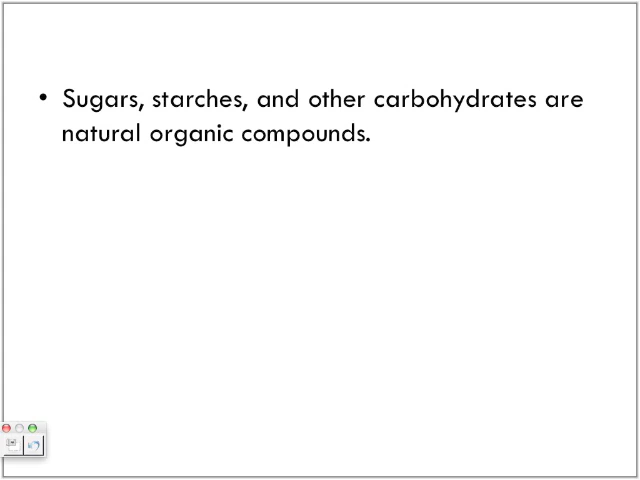 • Sugars, starches, and other carbohydrates are
natural organic compounds.